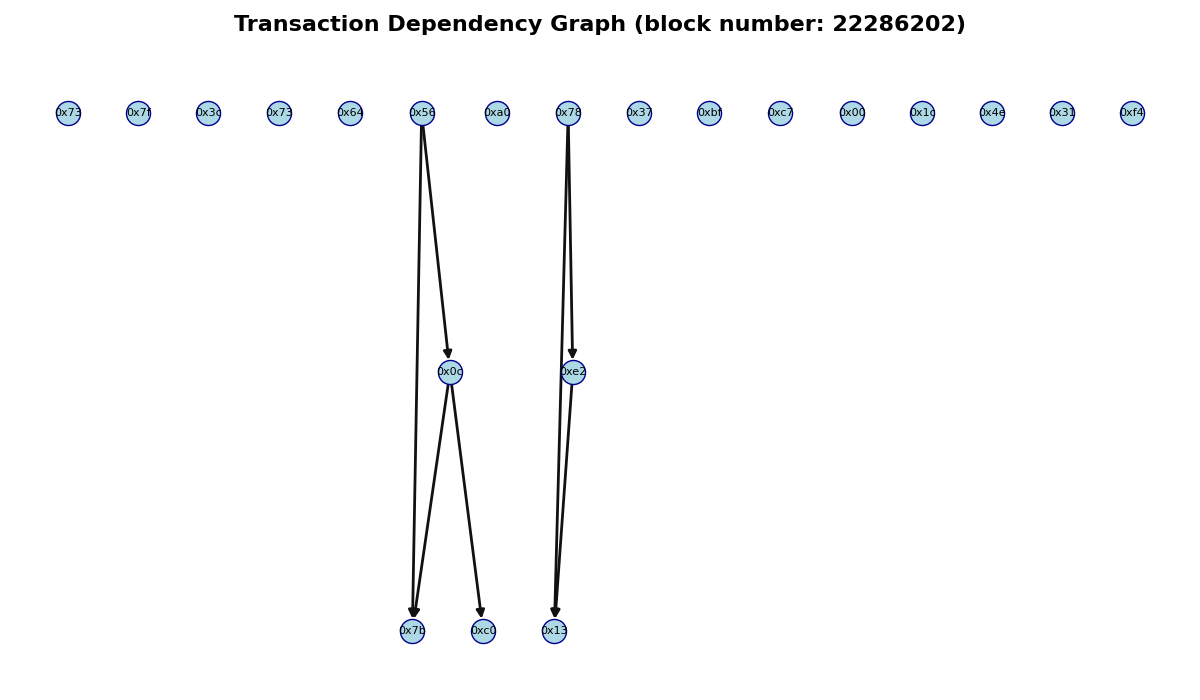 Transaction Dependency Graph (block number: 22286202)
0x73 0x7f 0x3c 0x73 0x64 0x56 0xa0 0x78 0x37 0xbf 0xc7 0x00 0x1c 0x4e 0x31 0xf4
0x0c 0xe2
0x7b 0xc0 0x13